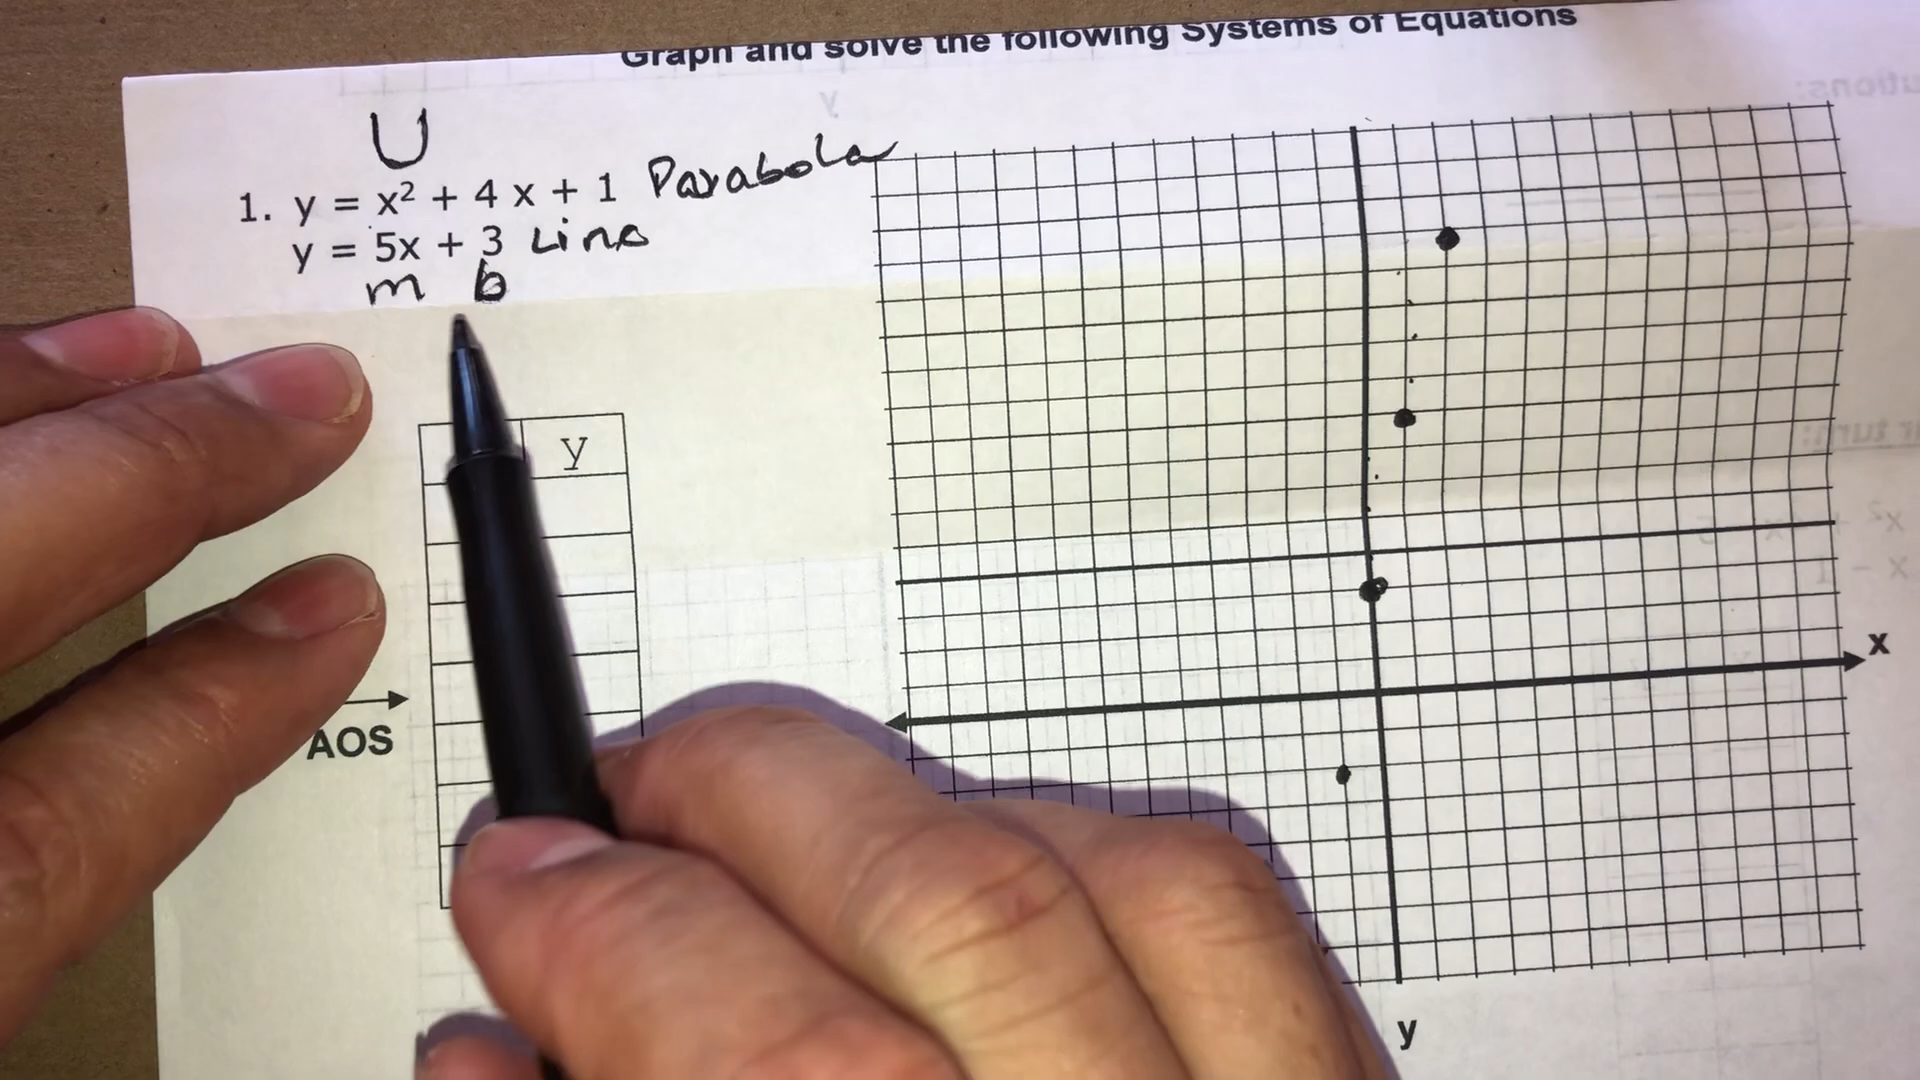 Graph and solve the following Systems of Equations
U
1. y = x² + 4 x + 1 Parabola
y = 5x + 3 Line
m b
y
AOS
x
y